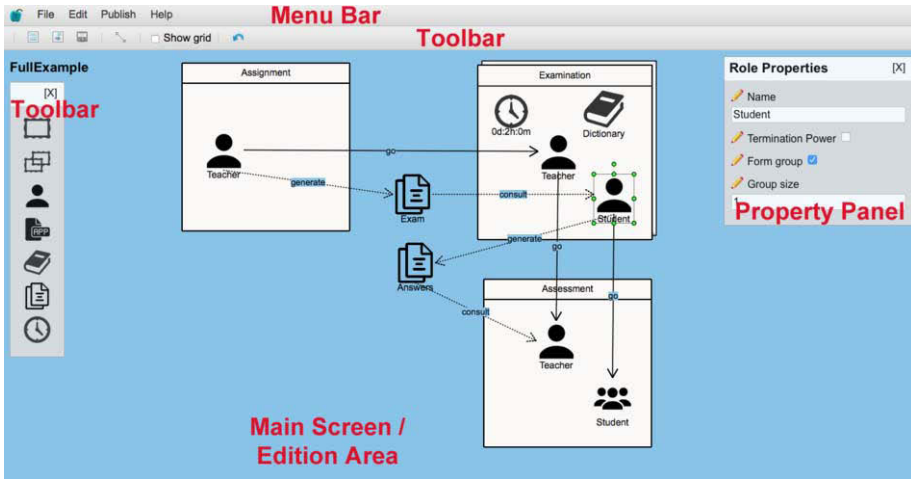 File Edit Publish Help
Menu Bar
Show grid
Toolbar
FullExample
[X]
Toolbar
APP
Assignment
Teacher
go
generate
Exam
consult
Answers
consult
Examination
0d:2h:0m
Dictionary
Teacher
Student
generate
go
go
Assessment
Teacher
Student
Role Properties [X]
Name
Student
Termination Power
Form group
Group size
1
Property Panel
Main Screen /
Edition Area